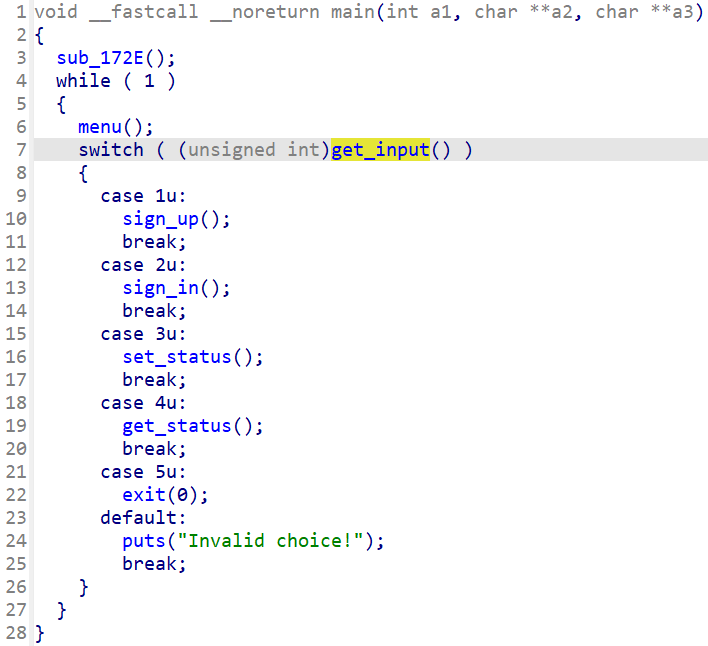 1 void __fastcall __noreturn main(int a1, char **a2, char **a3)
2 {
3   sub_172E();
4   while ( 1 )
5   {
6     menu();
7     switch ( (unsigned int)get_input() )
8     {
9       case 1u:
10         sign_up();
11         break;
12       case 2u:
13         sign_in();
14         break;
15       case 3u:
16         set_status();
17         break;
18       case 4u:
19         get_status();
20         break;
21       case 5u:
22         exit(0);
23       default:
24         puts("Invalid choice!");
25         break;
26     }
27   }
28 }